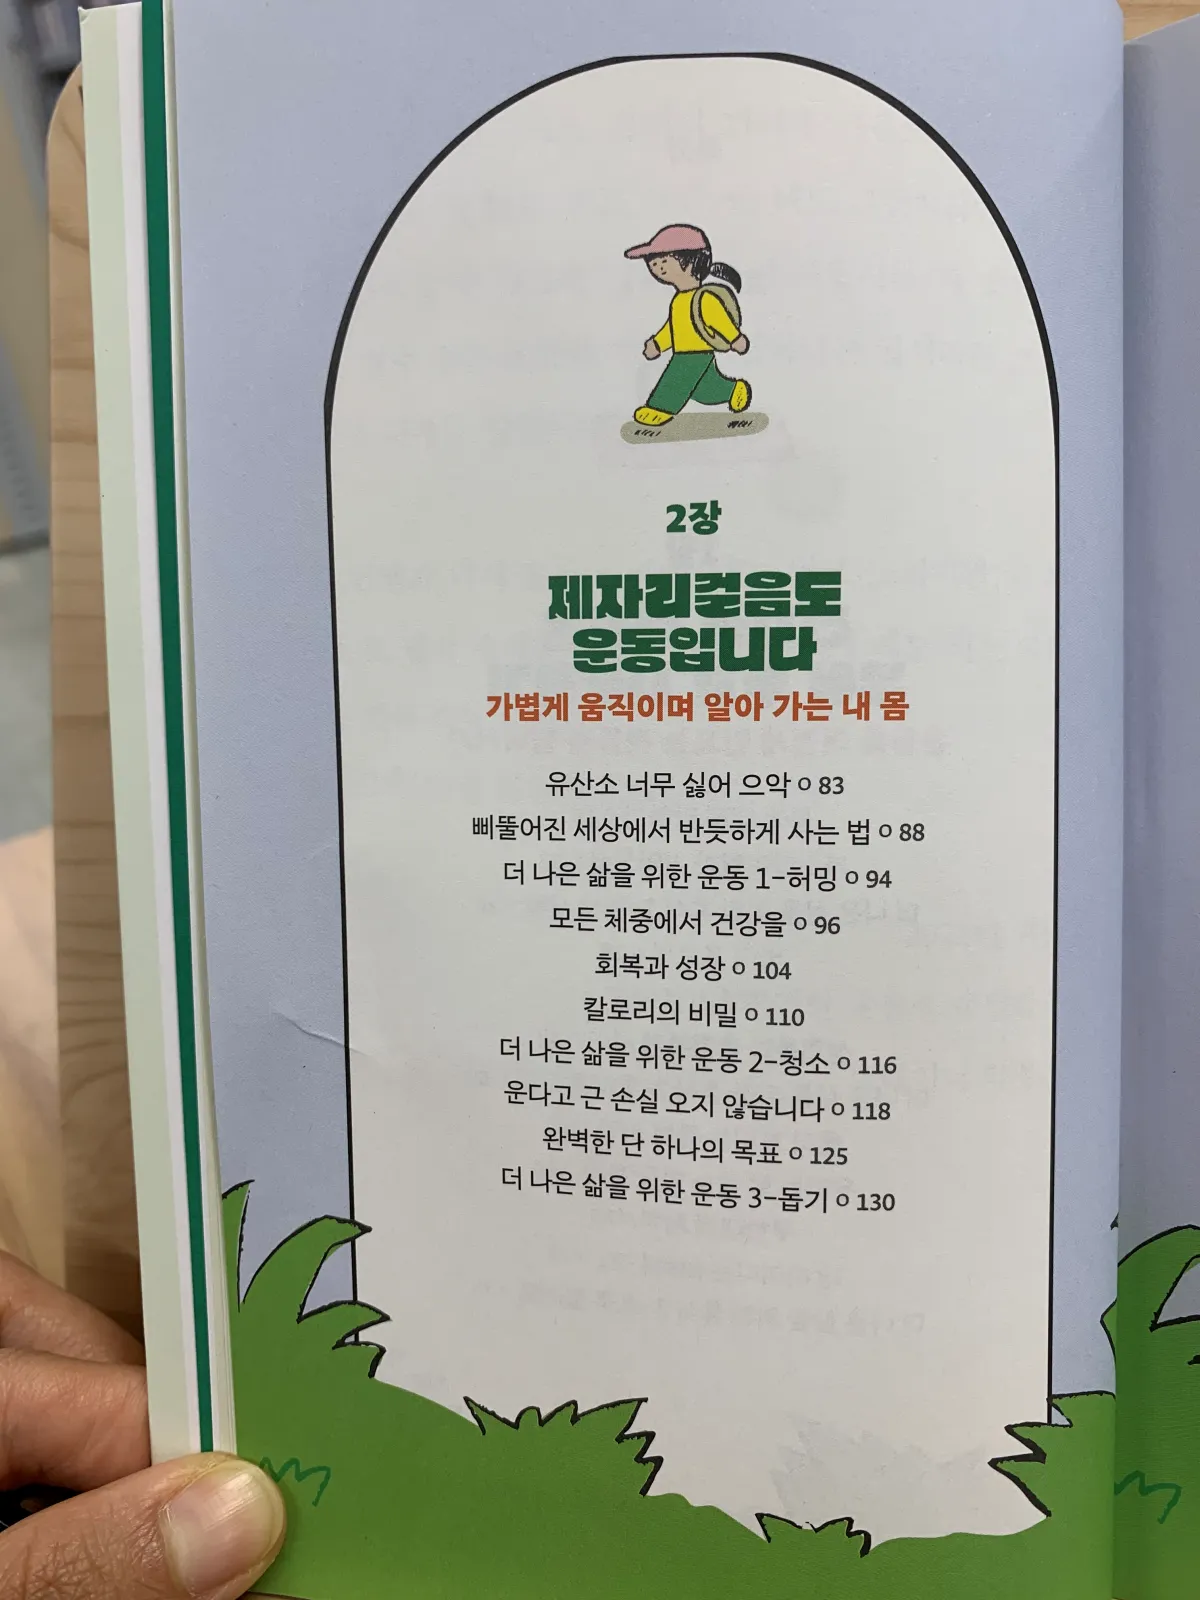 2장
제자리걸음도
운동입니다
가볍게 움직이며 알아 가는 내 몸
유산소 너무 싫어 으악 ㅇ 83
삐뚤어진 세상에서 반듯하게 사는 법 ㅇ 88
더 나은 삶을 위한 운동 1-허밍 ㅇ 94
모든 체중에서 건강을 ㅇ 96
회복과 성장 ㅇ 104
칼로리의 비밀 ㅇ 110
더 나은 삶을 위한 운동 2-청소 ㅇ 116
운다고 근 손실 오지 않습니다 ㅇ 118
완벽한 단 하나의 목표 ㅇ 125
더 나은 삶을 위한 운동 3-돕기 ㅇ 130